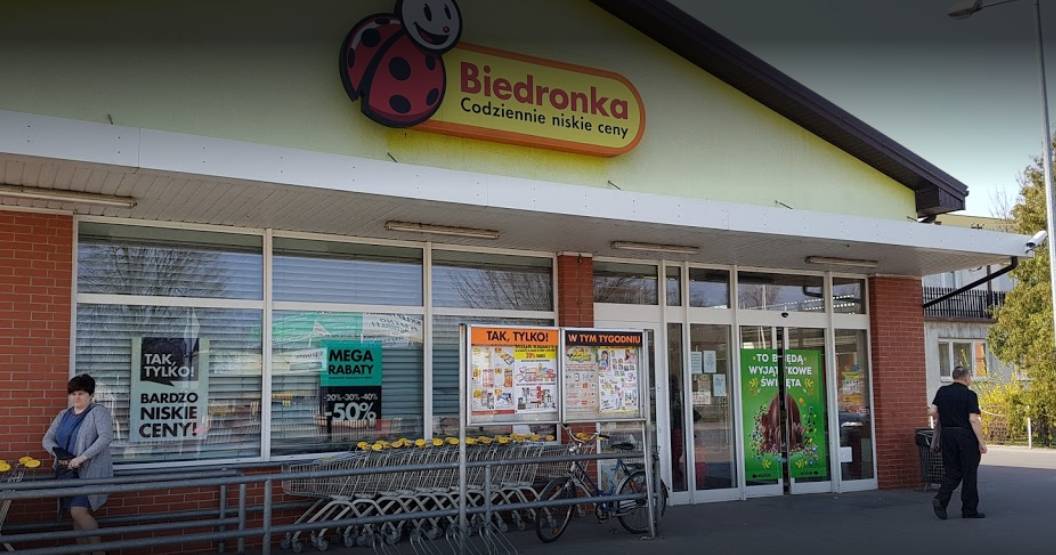 Biedronka
Codziennie niskie ceny
TAK,
TYLKO!
BARDZO
NISKIE
CENY!
MEGA
RABATY
-20%-30%-40%
-50%
TAK, TYLKO!
W TYM TYGODNIU
TO BĘDĄ
WYJĄTKOWE
ŚWIĘTA